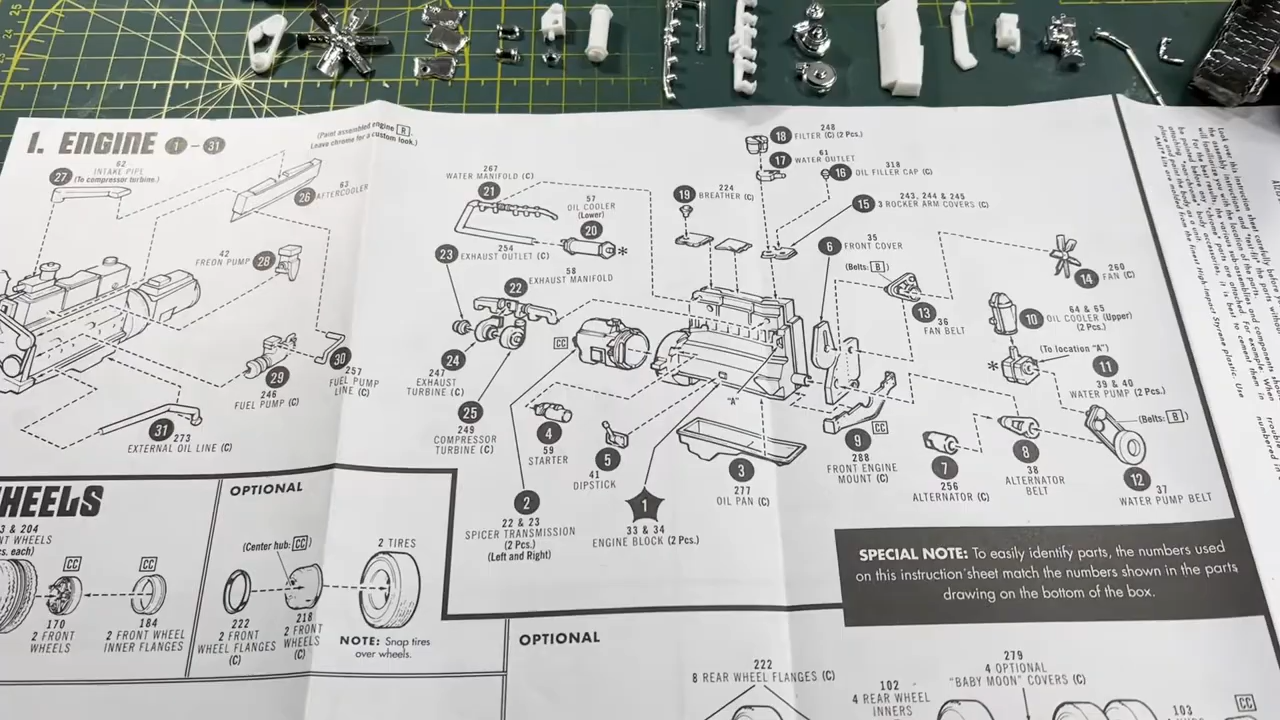 25
24
23
1. ENGINE 1 - 31
(Paint assembled engine R.
Leave chrome for a custom look.)
27
62
INTAKE PIPE
(To compressor turbine.)
63
26 AFTERCOOLER
42
FREON PUMP 28
30
257
FUEL PUMP
LINE (C)
29
246
FUEL PUMP (C)
31 273
EXTERNAL OIL LINE (C)
267
WATER MANIFOLD (C)
21
57
OIL COOLER
(Lower)
20
*
23
254
EXHAUST OUTLET (C)
58
EXHAUST MANIFOLD
22
24
247
EXHAUST
TURBINE (C)
25
249
COMPRESSOR
TURBINE (C)
CC
4
59
STARTER
5
41
DIPSTICK
2
22 & 23
SPICER TRANSMISSION
(2 Pcs.)
(Left and Right)
1
33 & 34
ENGINE BLOCK (2 Pcs.)
"A"
3
277
OIL PAN (C)
248
18 FILTER (C) (2 Pcs.)
61
17 WATER OUTLET
318
16 OIL FILLER CAP (C)
224
19 BREATHER (C)
243, 244 & 245
15 3 ROCKER ARM COVERS (C)
35
6 FRONT COVER
(Belts: B)
13 36
FAN BELT
260
14 FAN (C)
64 & 65
10 OIL COOLER (Upper)
(2 Pcs.)
(To location "A")
*
11
39 & 40
WATER PUMP (2 Pcs.)
(Belts: B)
12 37
WATER PUMP BELT
8
38
ALTERNATOR
BELT
7
256
ALTERNATOR (C)
9 CC
288
FRONT ENGINE
MOUNT (C)
SPECIAL NOTE: To easily identify parts, the numbers used
on this instruction sheet match the numbers shown in the parts
drawing on the bottom of the box.
WHEELS
3 & 204
NT WHEELS
cs. each)
CC
170
2 FRONT
WHEELS
CC
184
2 FRONT WHEEL
INNER FLANGES
OPTIONAL
(Center hub: CC)
222
2 FRONT
WHEEL FLANGES
(C)
218
2 FRONT
WHEELS
(C)
2 TIRES
NOTE: Snap tires
over wheels.
OPTIONAL
222
8 REAR WHEEL FLANGES (C)
102
4 REAR WHEEL
INNERS
279
4 OPTIONAL
"BABY MOON" COVERS (C)
103
CC